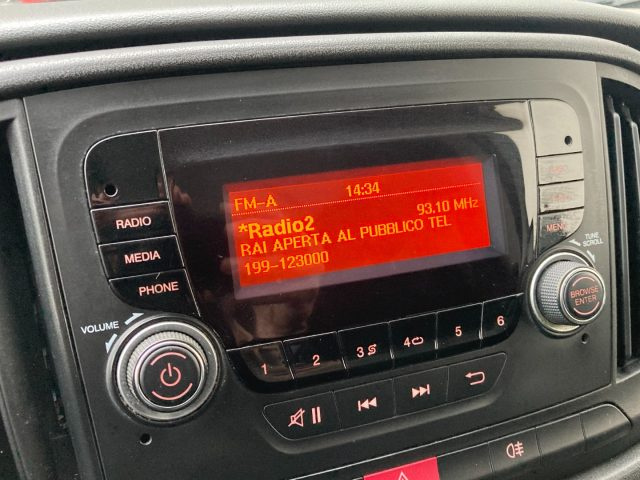 FM-A 14:34
93.10 MHz
*Radio2
RAI APERTA AL PUBBLICO TEL
199-123000
RADIO
MEDIA
PHONE
MENU
TUNE
SCROLL
BROWSE
ENTER
VOLUME
1 2 3 4 5 6